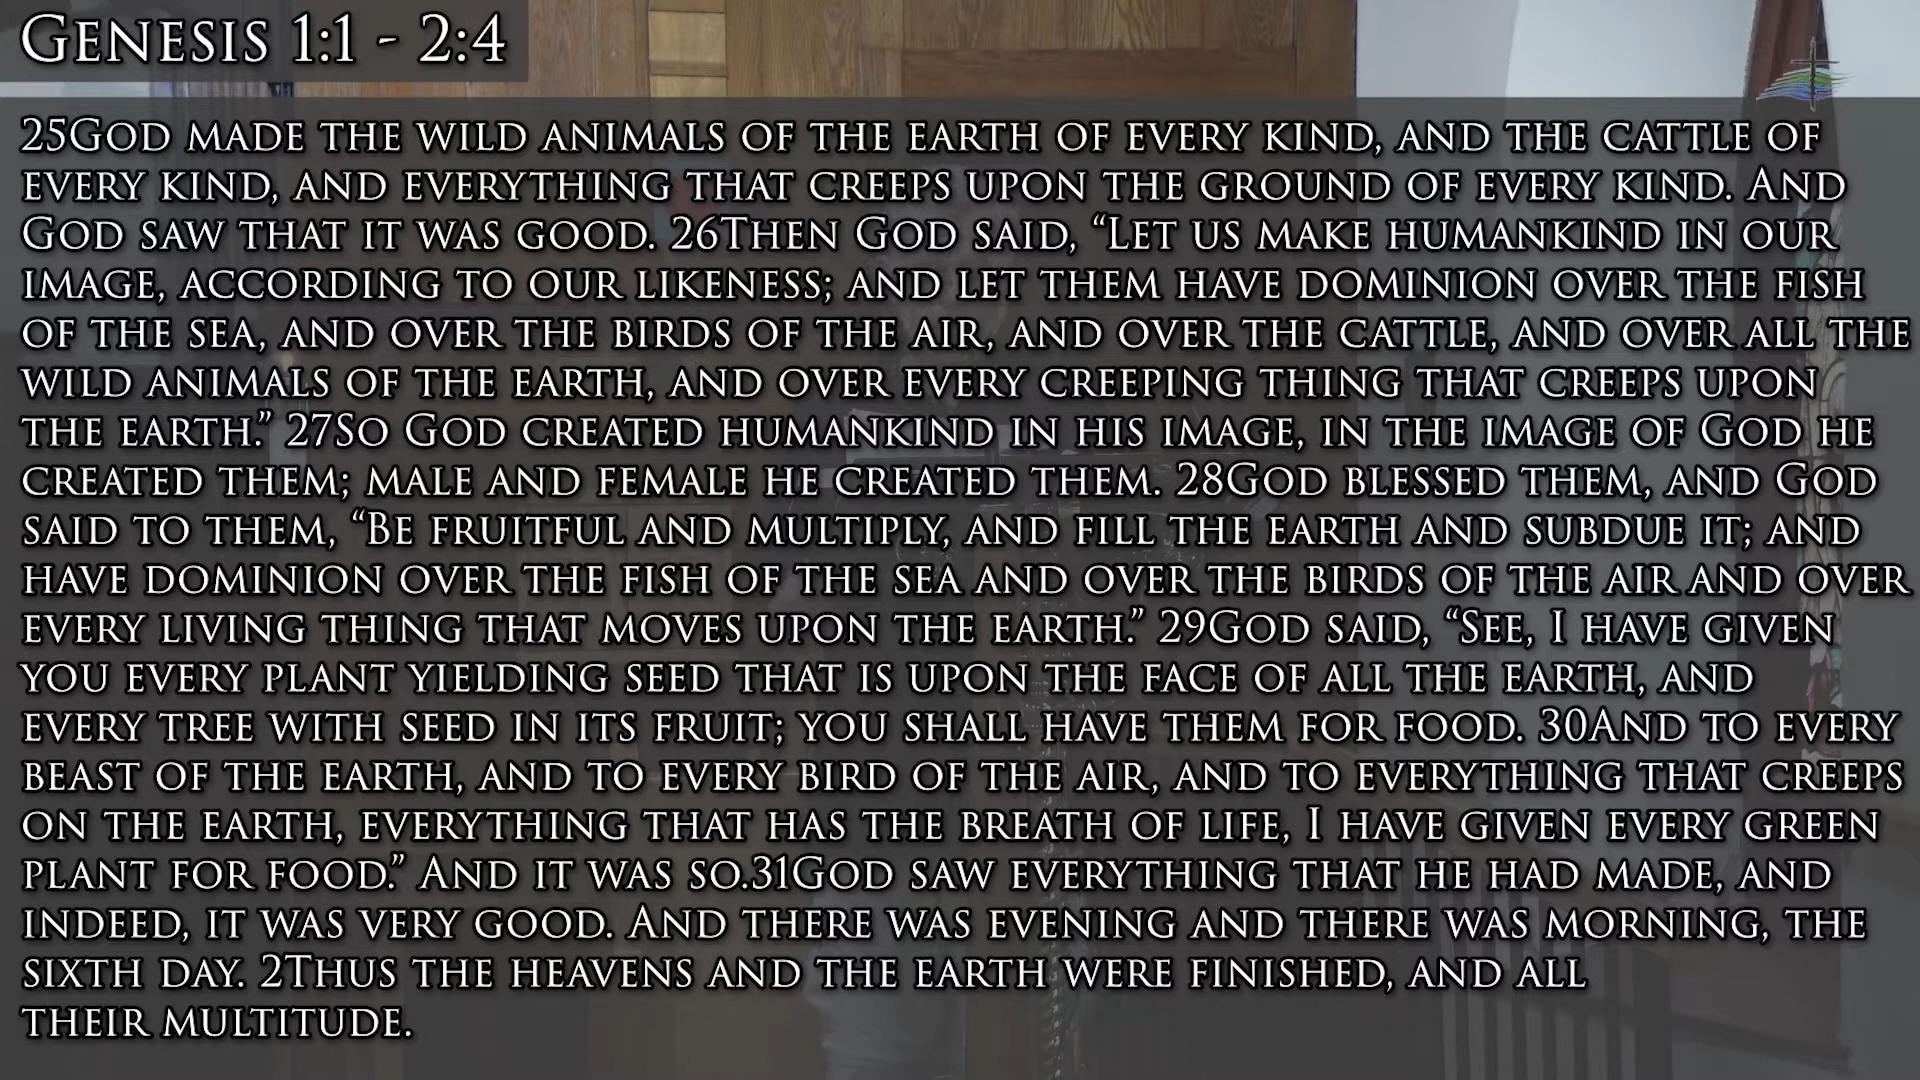 Genesis 1:1 - 2:4
25God made the wild animals of the earth of every kind, and the cattle of
every kind, and everything that creeps upon the ground of every kind. And
God saw that it was good. 26Then God said, “Let us make humankind in our
image, according to our likeness; and let them have dominion over the fish
of the sea, and over the birds of the air, and over the cattle, and over all the
wild animals of the earth, and over every creeping thing that creeps upon
the earth.” 27So God created humankind in his image, in the image of God he
created them; male and female he created them. 28God blessed them, and God
said to them, “Be fruitful and multiply, and fill the earth and subdue it; and
have dominion over the fish of the sea and over the birds of the air and over
every living thing that moves upon the earth.” 29God said, “See, I have given
you every plant yielding seed that is upon the face of all the earth, and
every tree with seed in its fruit; you shall have them for food. 30And to every
beast of the earth, and to every bird of the air, and to everything that creeps
on the earth, everything that has the breath of life, I have given every green
plant for food.” And it was so.31God saw everything that he had made, and
indeed, it was very good. And there was evening and there was morning, the
sixth day. 2Thus the heavens and the earth were finished, and all
their multitude.